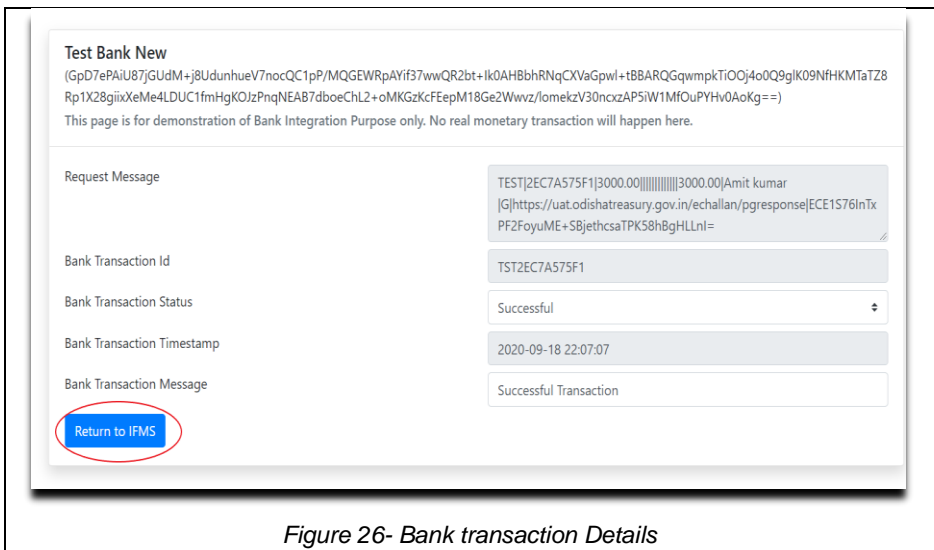 Test Bank New
(GpD7ePAiU87jGUdM+j8UdunhueV7nocQC1pP/MQGEWRpAYif37wwQR2bt+Ik0AHBbhRNqCXVaGpwl+tBBARQGqwmpkTiOOj4o0Q9glK09NfHKMTaTZ8
Rp1X28giixXeMe4LDUC1fmHgKOJzPnqNEAB7dboeChL2+oMKGzKcFEepM18Ge2Wwvz/lomekzV30ncxzAP5iW1MfOuPYHv0AoKg==)
This page is for demonstration of Bank Integration Purpose only. No real monetary transaction will happen here.
Request Message
TEST|2EC7A575F1|3000.00|||||||||||||3000.00|Amit kumar
|G|https://uat.odishatreasury.gov.in/echallan/pgresponse|ECE1S76InTx
PF2FoyuME+SBjethcsaTPK58hBgHLLnI=
Bank Transaction Id
TST2EC7A575F1
Bank Transaction Status
Successful
Bank Transaction Timestamp
2020-09-18 22:07:07
Bank Transaction Message
Successful Transaction
Return to IFMS
Figure 26- Bank transaction Details